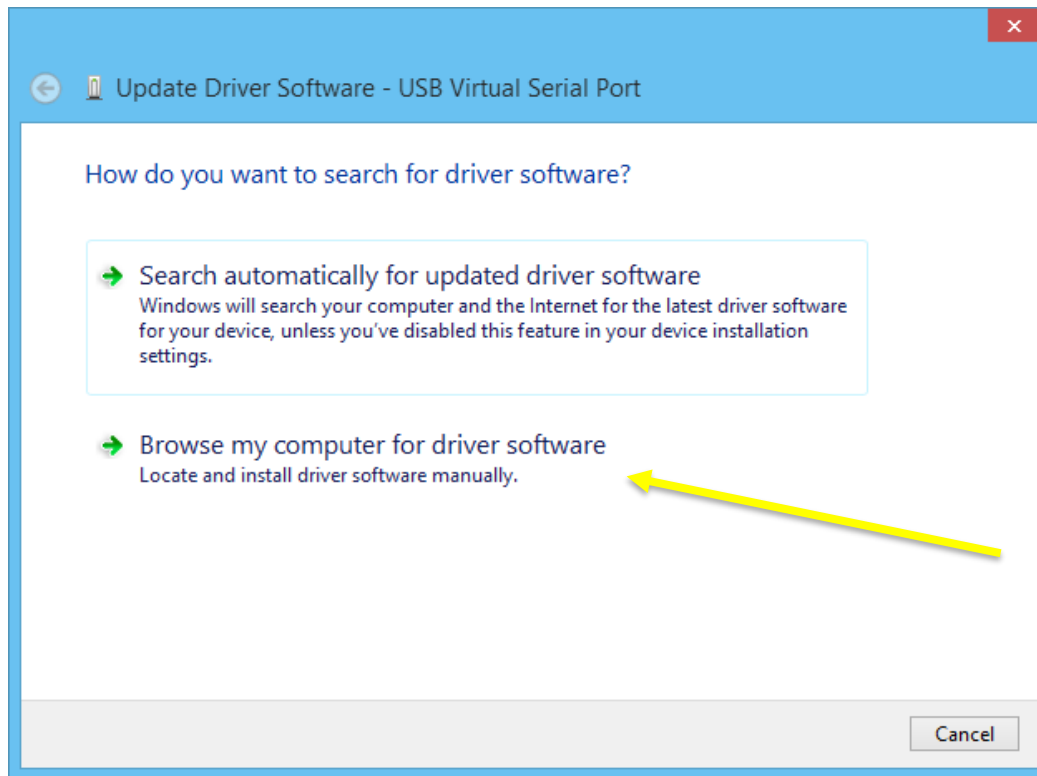 Update Driver Software - USB Virtual Serial Port
How do you want to search for driver software?
Search automatically for updated driver software
Windows will search your computer and the Internet for the latest driver software
for your device, unless you've disabled this feature in your device installation
settings.
Browse my computer for driver software
Locate and install driver software manually.
Cancel